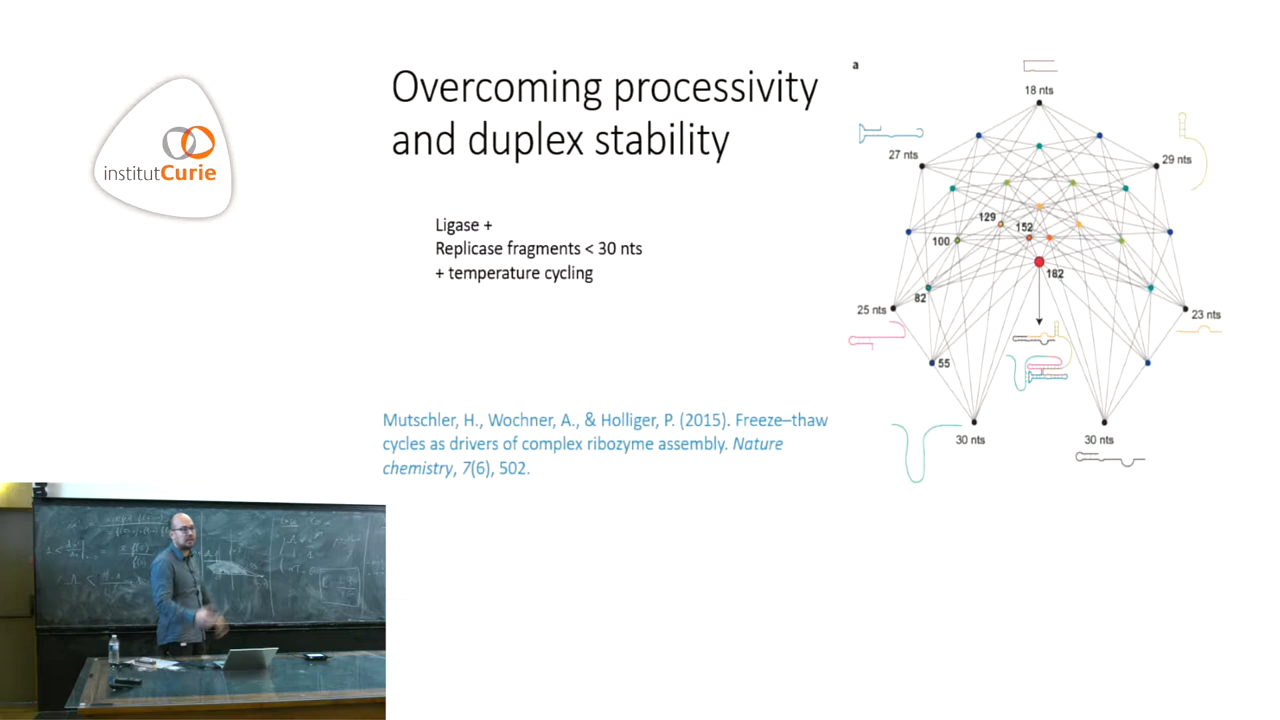 institutCurie
Overcoming processivity
and duplex stability
Ligase +
Replicase fragments < 30 nts
+ temperature cycling
Mutschler, H., Wochner, A., & Holliger, P. (2015). Freeze–thaw
cycles as drivers of complex ribozyme assembly. Nature
chemistry, 7(6), 502.
a
18 nts
27 nts
29 nts
129
152
100
182
82
25 nts
23 nts
55
30 nts
30 nts